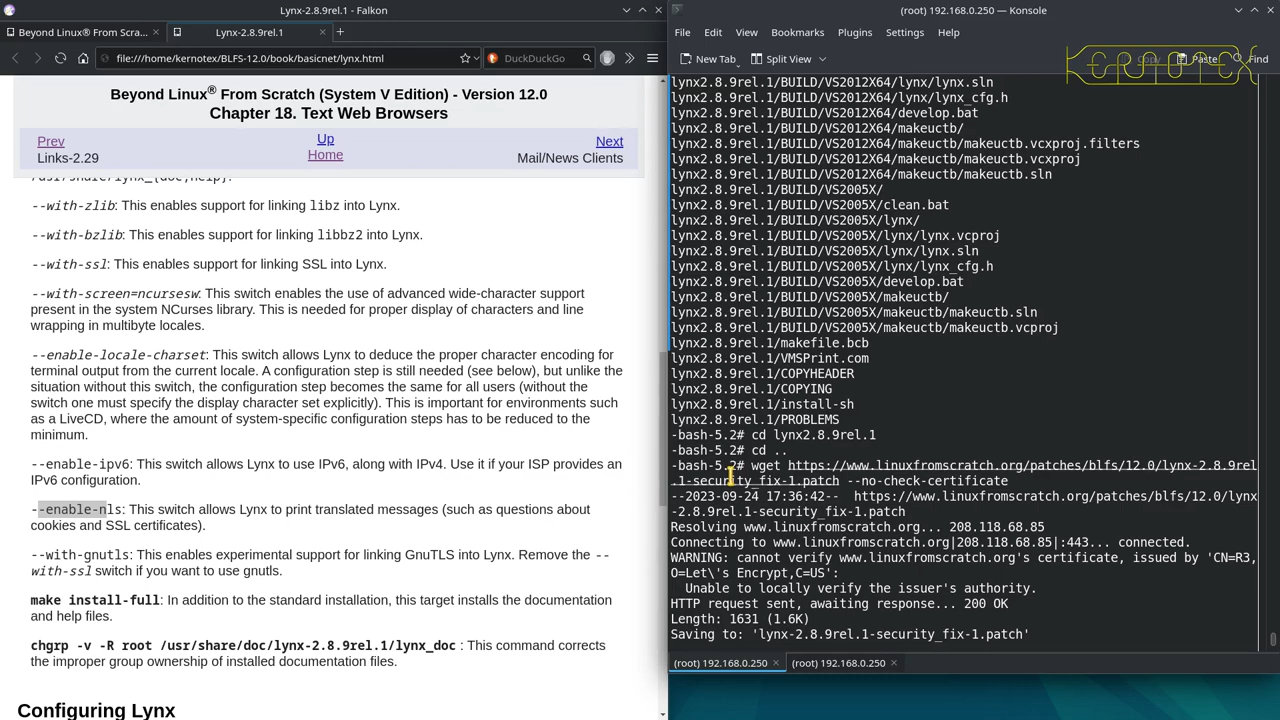 Lynx-2.8.9rel.1 - Falkon
Beyond Linux® From Scra...
Lynx-2.8.9rel.1
file:///home/kernotex/BLFS-12.0/book/basicnet/lynx.html
DuckDuckGo
Beyond Linux® From Scratch (System V Edition) - Version 12.0
Chapter 18. Text Web Browsers
Prev
Up
Next
Links-2.29
Home
Mail/News Clients
/usr/share/lynx_{doc,help}.
--with-zlib: This enables support for linking libz into Lynx.
--with-bzlib: This enables support for linking libbz2 into Lynx.
--with-ssl: This enables support for linking SSL into Lynx.
--with-screen=ncursesw: This switch enables the use of advanced wide-character support
present in the system NCurses library. This is needed for proper display of characters and line
wrapping in multibyte locales.
--enable-locale-charset: This switch allows Lynx to deduce the proper character encoding for
terminal output from the current locale. A configuration step is still needed (see below), but unlike the
situation without this switch, the configuration step becomes the same for all users (without the
switch one must specify the display character set explicitly). This is important for environments such
as a LiveCD, where the amount of system-specific configuration steps has to be reduced to the
minimum.
--enable-ipv6: This switch allows Lynx to use IPv6, along with IPv4. Use it if your ISP provides an
IPv6 configuration.
--enable-nls: This switch allows Lynx to print translated messages (such as questions about
cookies and SSL certificates).
--with-gnutls: This enables experimental support for linking GnuTLS into Lynx. Remove the --
with-ssl switch if you want to use gnutls.
make install-full: In addition to the standard installation, this target installs the documentation
and help files.
chgrp -v -R root /usr/share/doc/lynx-2.8.9rel.1/lynx_doc : This command corrects
the improper group ownership of installed documentation files.
Configuring Lynx
(root) 192.168.0.250 — Konsole
File Edit View Bookmarks Plugins Settings Help
New Tab Split View Copy Paste Find
KERNOTEX
lynx2.8.9rel.1/BUILD/VS2012X64/lynx/lynx.sln
lynx2.8.9rel.1/BUILD/VS2012X64/lynx/lynx_cfg.h
lynx2.8.9rel.1/BUILD/VS2012X64/develop.bat
lynx2.8.9rel.1/BUILD/VS2012X64/makeuctb/
lynx2.8.9rel.1/BUILD/VS2012X64/makeuctb/makeuctb.vcxproj.filters
lynx2.8.9rel.1/BUILD/VS2012X64/makeuctb/makeuctb.vcxproj
lynx2.8.9rel.1/BUILD/VS2012X64/makeuctb/makeuctb.sln
lynx2.8.9rel.1/BUILD/VS2005X/
lynx2.8.9rel.1/BUILD/VS2005X/clean.bat
lynx2.8.9rel.1/BUILD/VS2005X/lynx/
lynx2.8.9rel.1/BUILD/VS2005X/lynx/lynx.vcproj
lynx2.8.9rel.1/BUILD/VS2005X/lynx/lynx.sln
lynx2.8.9rel.1/BUILD/VS2005X/lynx/lynx_cfg.h
lynx2.8.9rel.1/BUILD/VS2005X/develop.bat
lynx2.8.9rel.1/BUILD/VS2005X/makeuctb/
lynx2.8.9rel.1/BUILD/VS2005X/makeuctb/makeuctb.sln
lynx2.8.9rel.1/BUILD/VS2005X/makeuctb/makeuctb.vcproj
lynx2.8.9rel.1/makefile.bcb
lynx2.8.9rel.1/VMSPrint.com
lynx2.8.9rel.1/COPYHEADER
lynx2.8.9rel.1/COPYING
lynx2.8.9rel.1/install-sh
lynx2.8.9rel.1/PROBLEMS
-bash-5.2# cd lynx2.8.9rel.1
-bash-5.2# cd ..
-bash-5.2# wget https://www.linuxfromscratch.org/patches/blfs/12.0/lynx-2.8.9rel
.1-security_fix-1.patch --no-check-certificate
--2023-09-24 17:36:42--  https://www.linuxfromscratch.org/patches/blfs/12.0/lynx
-2.8.9rel.1-security_fix-1.patch
Resolving www.linuxfromscratch.org... 208.118.68.85
Connecting to www.linuxfromscratch.org|208.118.68.85|:443... connected.
WARNING: cannot verify www.linuxfromscratch.org's certificate, issued by 'CN=R3,
O=Let\'s Encrypt,C=US':
Unable to locally verify the issuer's authority.
HTTP request sent, awaiting response... 200 OK
Length: 1631 (1.6K)
Saving to: 'lynx-2.8.9rel.1-security_fix-1.patch'
(root) 192.168.0.250
(root) 192.168.0.250